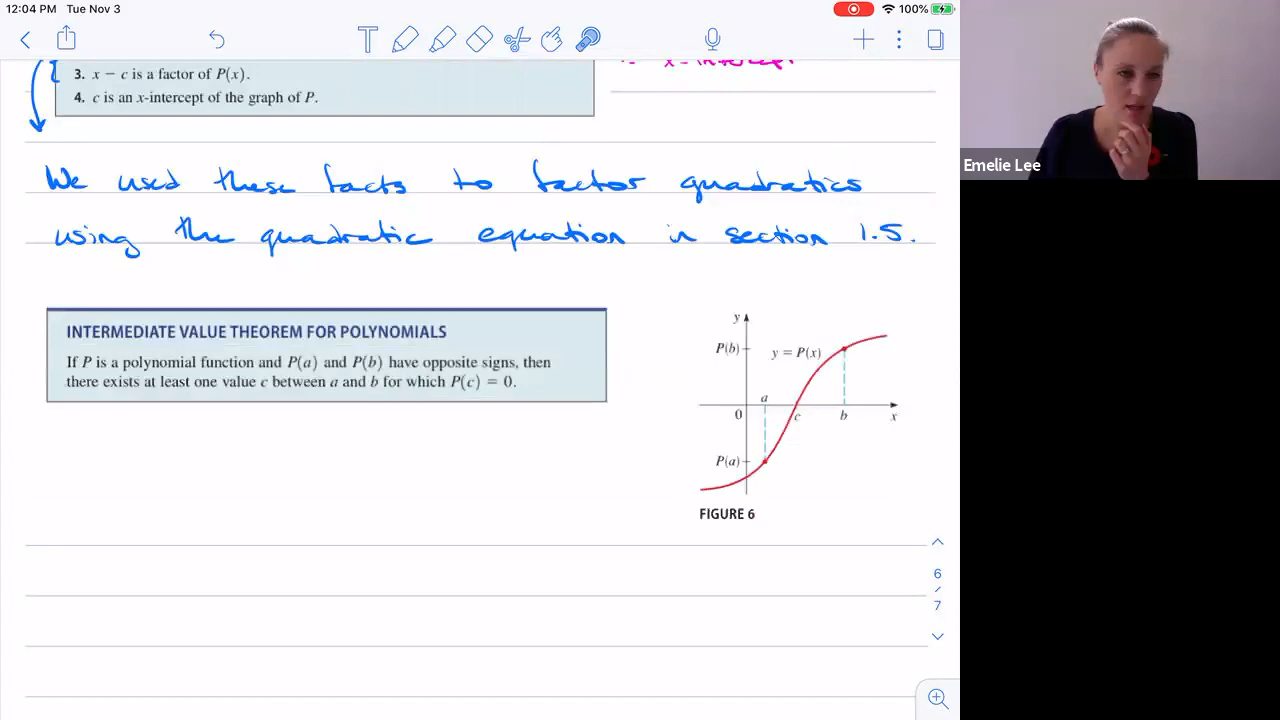 12:04 PM Tue Nov 3 100%
T
3. x − c is a factor of P(x).
x-intercept
4. c is an x-intercept of the graph of P.
Emelie Lee
We used these facts to factor quadratics
using the quadratic equation in section 1.5.
INTERMEDIATE VALUE THEOREM FOR POLYNOMIALS
If P is a polynomial function and P(a) and P(b) have opposite signs, then
there exists at least one value c between a and b for which P(c) = 0.
y
P(b) y = P(x)
a
0 c b x
P(a)
FIGURE 6
6
/
7